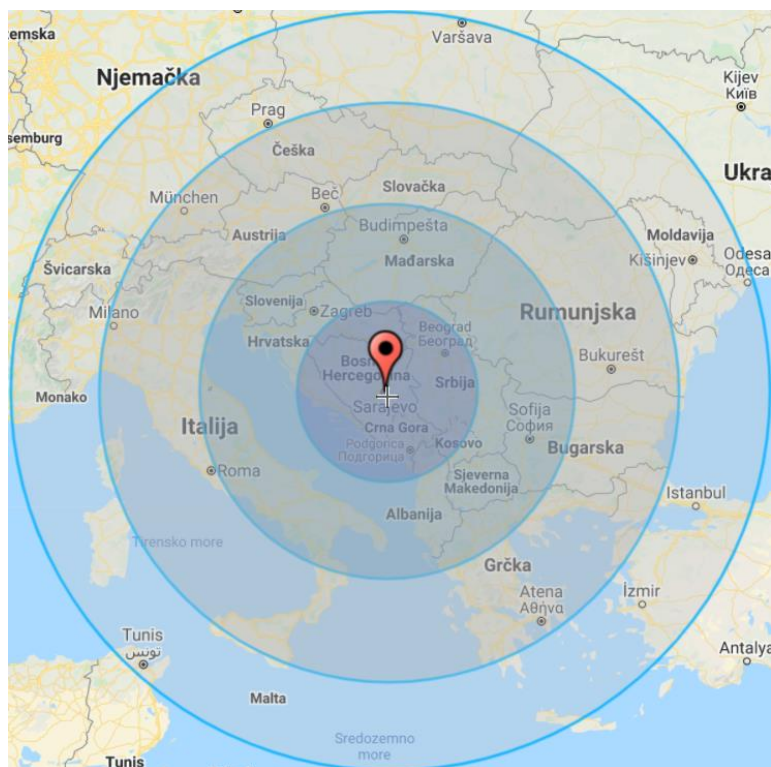 emska
Varšava
Njemačka
Kijev
Київ
Prag
semburg
Češka
Ukra
Slovačka
München
Beč
Budimpešta
Austrija
Moldavija
Mađarska
Odesa
Одеса
Kišinjev
Švicarska
Slovenija
Zagreb
Milano
Rumunjska
Beograd
Београд
Hrvatska
Bukurešt
Bosna
Hercegovina
Srbija
Monako
Sarajevo
Sofija
София
Italija
Crna Gora
Kosovo
Podgorica
Подгорица
Bugarska
Roma
Sjeverna
Makedonija
Istanbul
Albanija
Tirensko more
Grčka
Atena
Αθήνα
İzmir
Tunis
تونس
Antalya
Malta
Sredozemno
more
Tunis